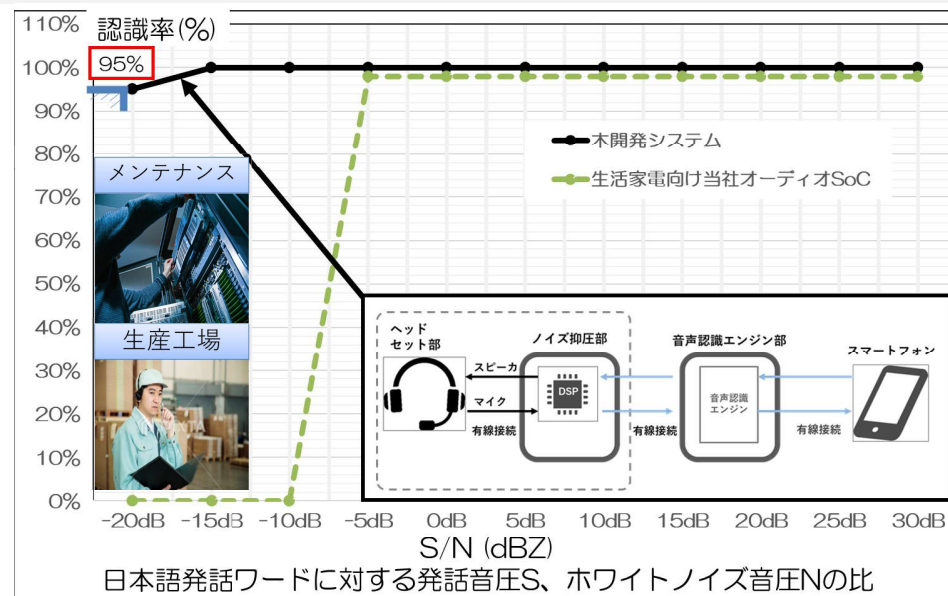 認識率(%)
110%
100%
90%
80%
70%
60%
50%
40%
30%
20%
10%
0%
95%
木開発システム
生活家電向け当社オーディオSoC
メンテナンス
生産工場
ヘッド
セット部
ノイズ抑圧部
音声認識エンジン部
スマートフォン
スピーカ
DSP
マイク
音声認識
エンジン
有線接続
有線接続
有線接続
-20dB -15dB -10dB -5dB 0dB 5dB 10dB 15dB 20dB 25dB 30dB
S/N (dBZ)
日本語発話ワードに対する発話音圧S、ホワイトノイズ音圧Nの比